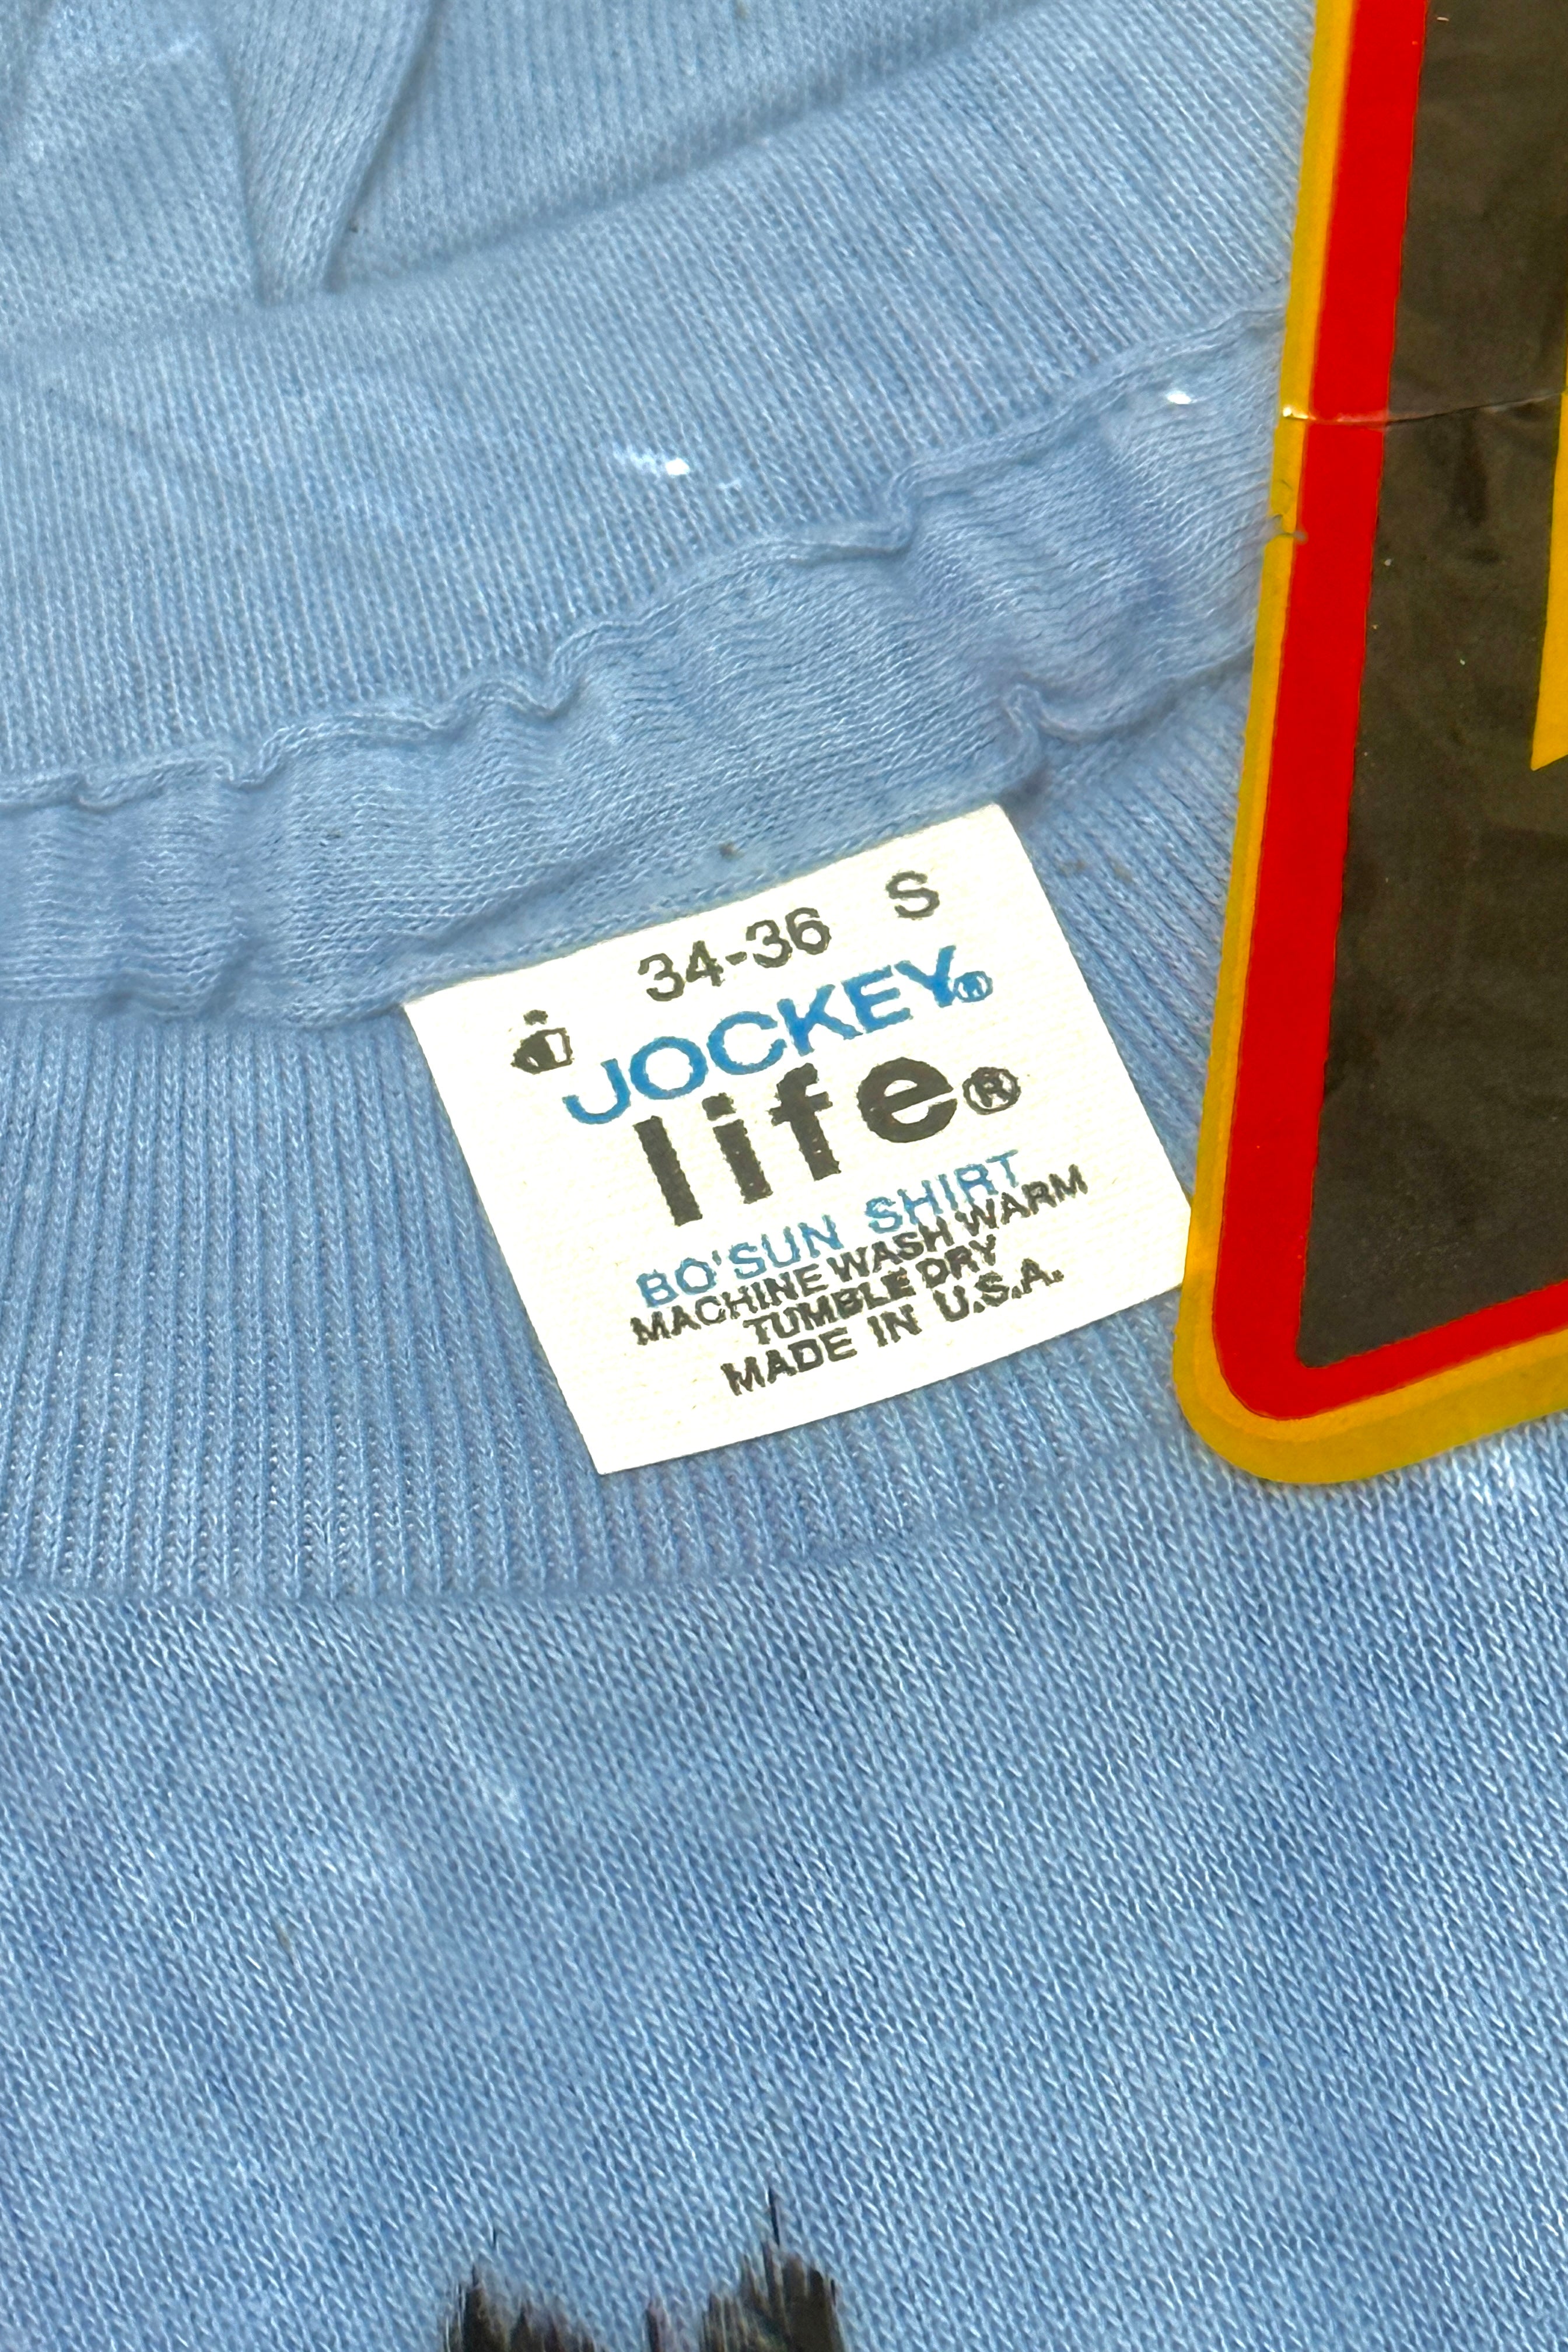 34-36 S
JOCKEY®
life®
BO'SUN SHIRT
MACHINE WASH WARM
TUMBLE DRY
MADE IN U.S.A.